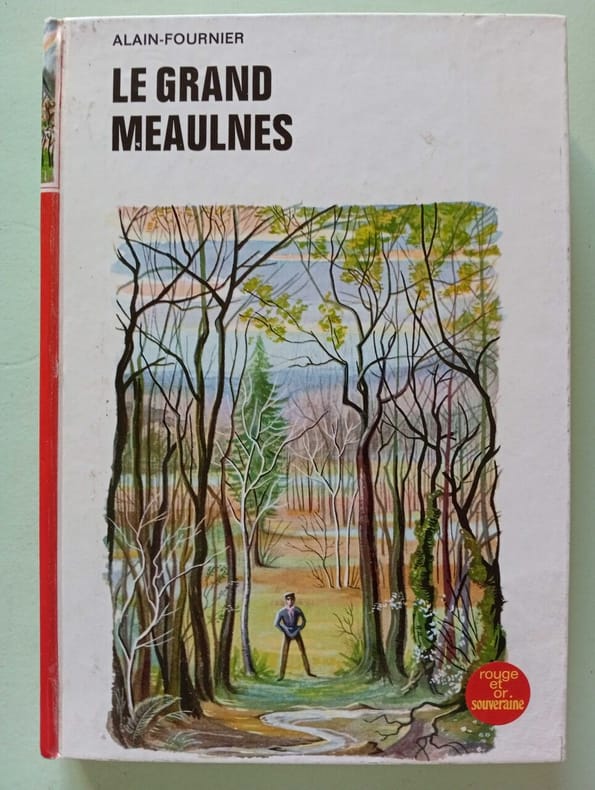 ALAIN-FOURNIER
LE GRAND
MEAULNES
rouge
et
or.
souveraine